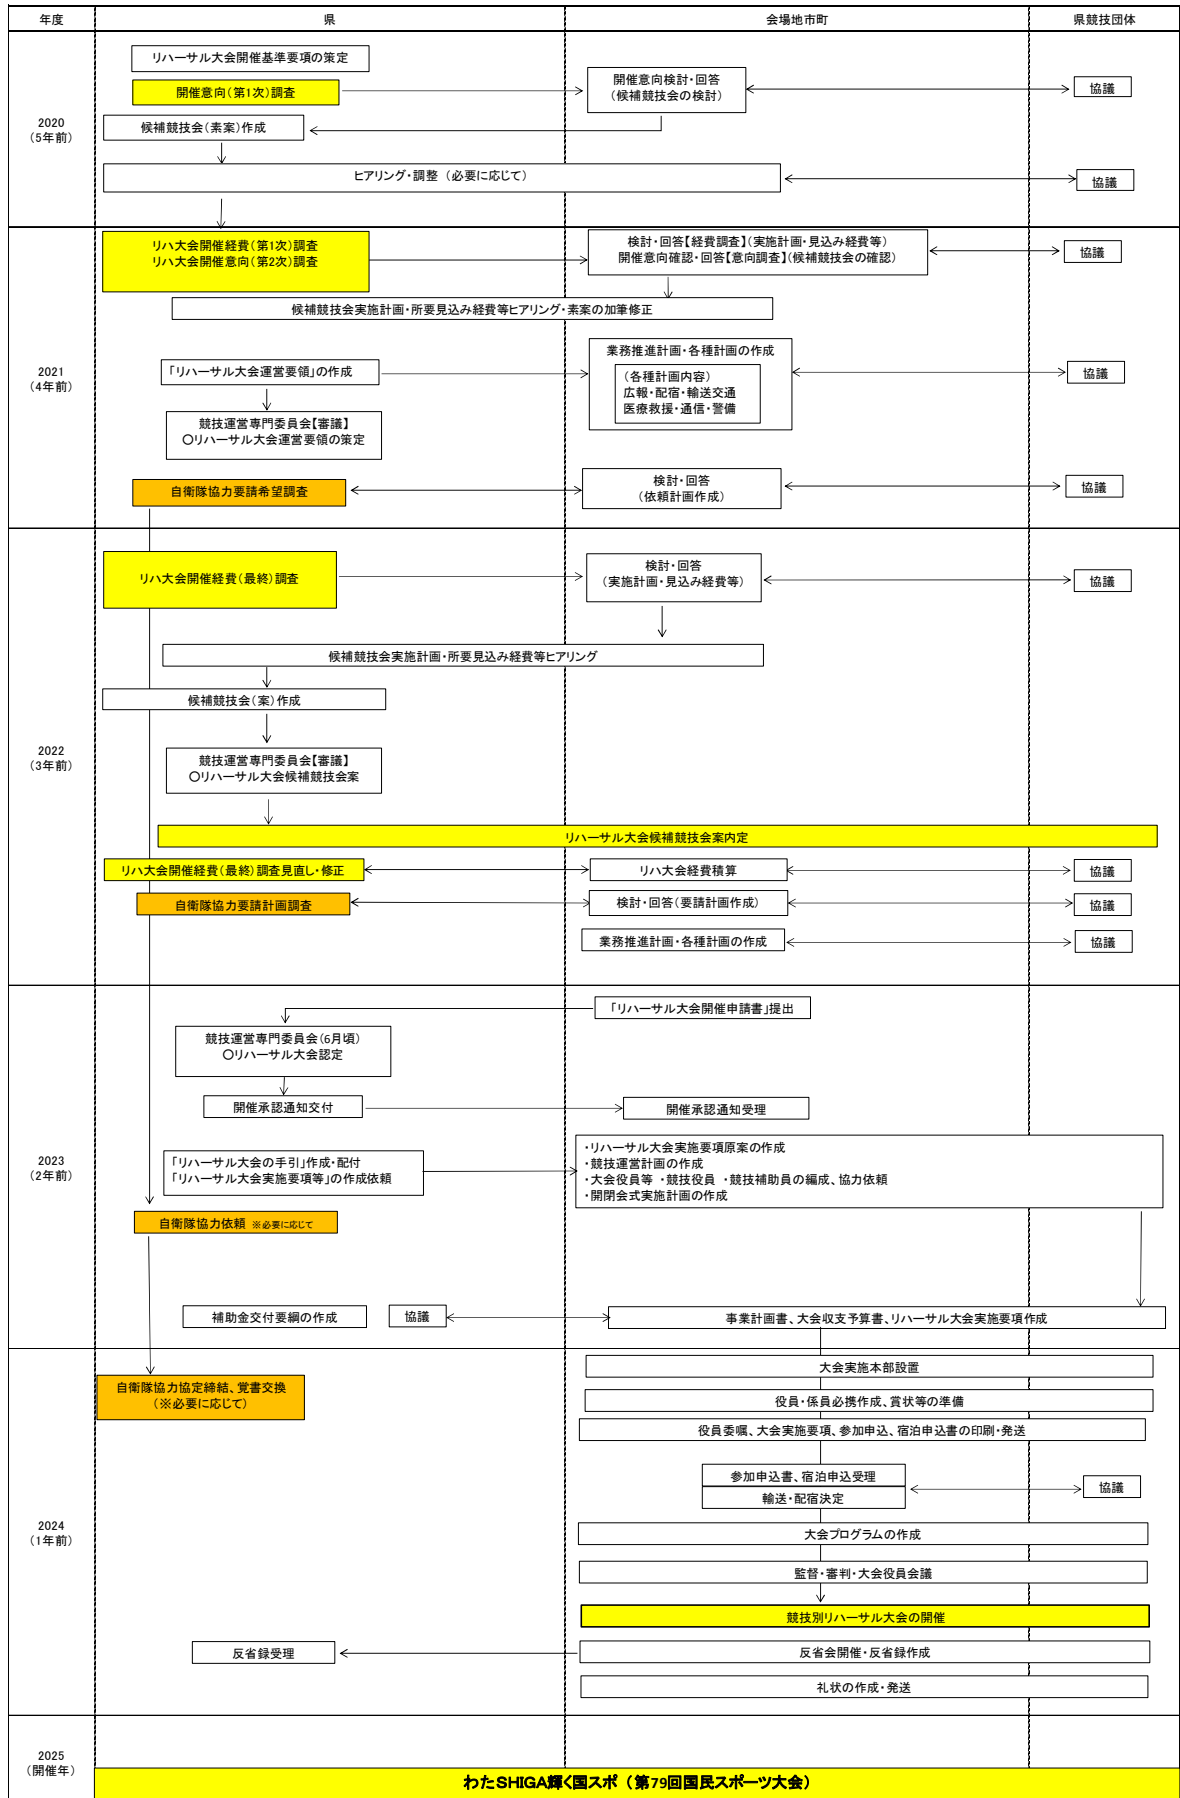 年度
県
会場地市町
県競技団体
2020
(5年前)
リハーサル大会開催基準要項の策定
開催意向(第1次)調査
開催意向検討・回答
(候補競技会の検討)
協議
候補競技会(素案)作成
ヒアリング・調整 (必要に応じて)
協議
2021
(4年前)
リハ大会開催経費(第1次)調査
リハ大会開催意向(第2次)調査
検討・回答【経費調査】(実施計画・見込み経費等)
開催意向確認・回答【意向調査】(候補競技会の確認)
協議
候補競技会実施計画・所要見込み経費等ヒアリング・素案の加筆修正
「リハーサル大会運営要領」の作成
業務推進計画・各種計画の作成
(各種計画内容)
広報・配宿・輸送交通
医療救援・通信・警備
協議
競技運営専門委員会【審議】
○リハーサル大会運営要領の策定
自衛隊協力要請希望調査
検討・回答
(依頼計画作成)
協議
2022
(3年前)
リハ大会開催経費(最終)調査
検討・回答
(実施計画・見込み経費等)
協議
候補競技会実施計画・所要見込み経費等ヒアリング
候補競技会(案)作成
競技運営専門委員会【審議】
○リハーサル大会候補競技会案
リハーサル大会候補競技会案内定
リハ大会開催経費(最終)調査見直し・修正
リハ大会経費積算
協議
自衛隊協力要請計画調査
検討・回答(要請計画作成)
協議
業務推進計画・各種計画の作成
協議
2023
(2年前)
「リハーサル大会開催申請書」提出
競技運営専門委員会(6月頃)
○リハーサル大会認定
開催承認通知交付
開催承認通知受理
「リハーサル大会の手引」作成・配付
「リハーサル大会実施要項等」の作成依頼
・リハーサル大会実施要項原案の作成
・競技運営計画の作成
・大会役員等 ・競技役員 ・競技補助員の編成、協力依頼
・開閉会式実施計画の作成
自衛隊協力依頼 ※必要に応じて
補助金交付要綱の作成
協議
事業計画書、大会収支予算書、リハーサル大会実施要項作成
2024
(1年前)
大会実施本部設置
自衛隊協力協定締結、覚書交換
(※必要に応じて)
役員・係員必携作成、賞状等の準備
役員委嘱、大会実施要項、参加申込、宿泊申込書の印刷・発送
参加申込書、宿泊申込受理
輸送・配宿決定
協議
大会プログラムの作成
監督・審判・大会役員会議
競技別リハーサル大会の開催
反省録受理
反省会開催・反省録作成
礼状の作成・発送
2025
(開催年)
わたSHIGA輝く国スポ (第79回国民スポーツ大会)